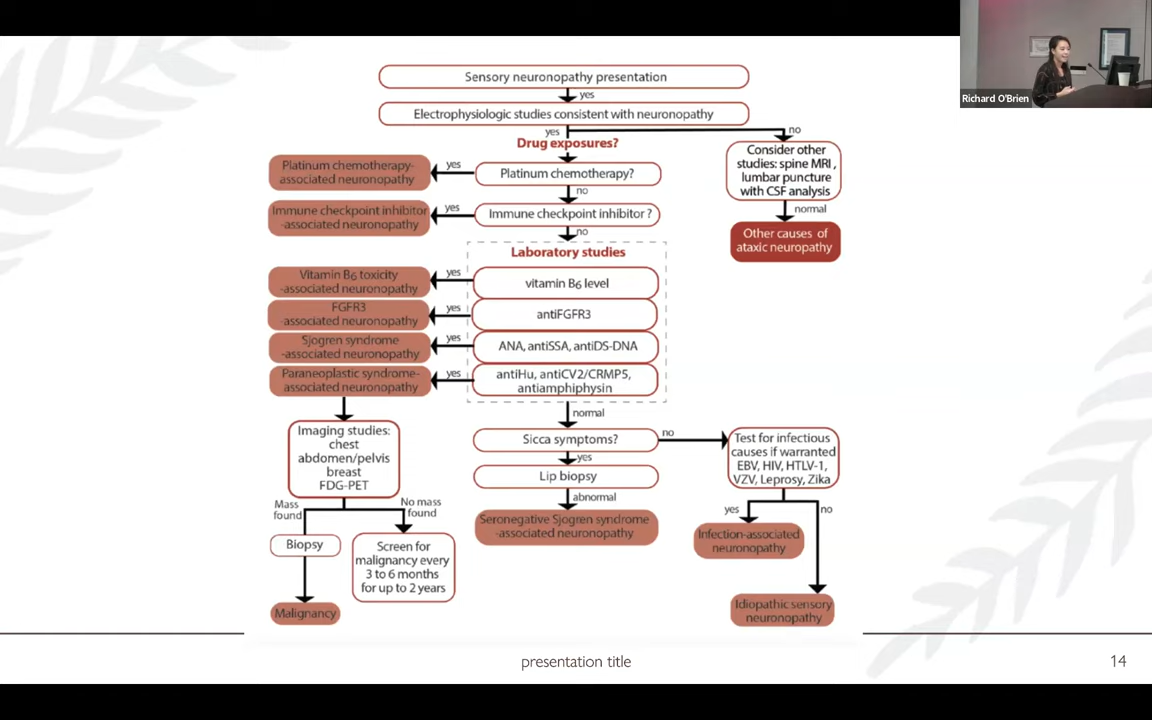 Richard O'Brien
Sensory neuronopathy presentation
yes
Electrophysiologic studies consistent with neuronopathy
yes
no
Drug exposures?
Consider other
studies: spine MRI,
lumbar puncture
with CSF analysis
normal
Other causes of
ataxic neuropathy
Platinum chemotherapy-
associated neuronopathy
yes
Platinum chemotherapy?
no
Immune checkpoint inhibitor
-associated neuronopathy
yes
Immune checkpoint inhibitor?
no
Laboratory studies
Vitamin B6 toxicity
-associated neuronopathy
yes
vitamin B6 level
FGFR3
-associated neuronopathy
yes
antiFGFR3
Sjogren syndrome
-associated neuronopathy
yes
ANA, antiSSA, antiDS-DNA
Paraneoplastic syndrome-
-associated neuronopathy
yes
antiHu, antiCV2/CRMP5,
antiamphiphysin
normal
Imaging studies:
chest
abdomen/pelvis
breast
FDG-PET
Mass
found
No mass
found
Biopsy
Screen for
malignancy every
3 to 6 months
for up to 2 years
Malignancy
Sicca symptoms?
no
yes
Lip biopsy
abnormal
Seronegative Sjogren syndrome
-associated neuronopathy
Test for infectious
causes if warranted
EBV, HIV, HTLV-1,
VZV, Leprosy, Zika
yes
no
Infection-associated
neuronopathy
Idiopathic sensory
neuronopathy
presentation title
14